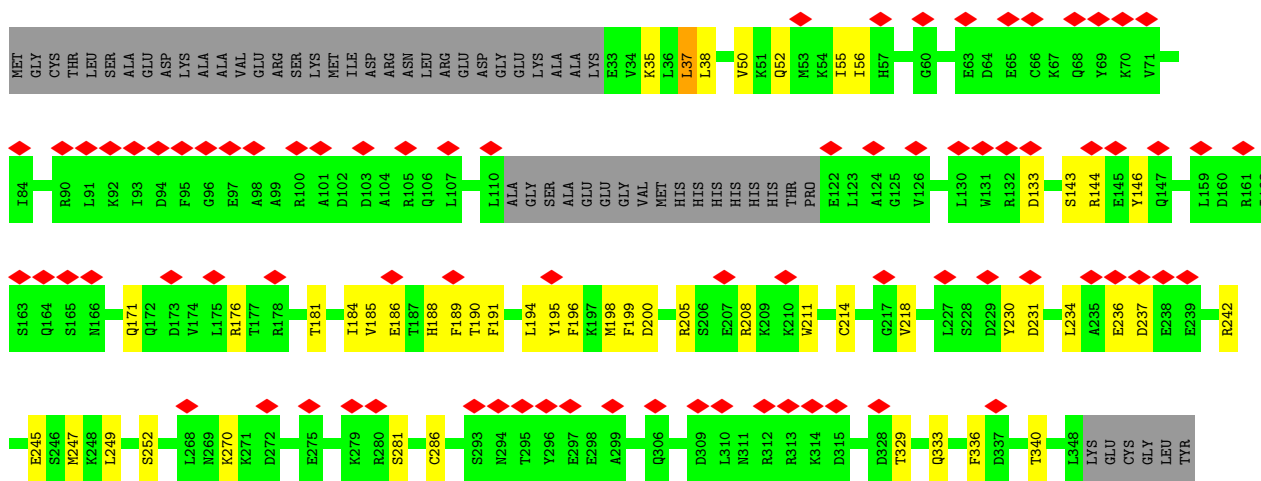 MET GLY CYS THR LEU SER ALA GLU ASP LYS ALA ALA VAL GLU ARG SER LYS MET ILE ASP ARG ASN LEU ARG GLU ASP GLY GLU LYS ALA ALA LYS E33 V34 K35 L36 L37 L38 V50 K51 Q52 M53 K54 I55 I56 H57 G60 E63 D64 E65 C66 K67 Q68 Y69 K70 V71
I84 R90 L91 K92 I93 D94 F95 G96 E97 A98 A99 R100 A101 D102 D103 A104 R105 Q106 L107 L110 ALA GLY SER ALA GLU GLU GLY VAL MET HIS HIS HIS HIS HIS HIS THR PRO E122 L123 A124 G125 V126 L130 W131 R132 D133 S143 R144 E145 Y146 Q147 L159 D160 R161
S163 Q164 S165 N166 Q171 Q172 D173 V174 L175 R176 T177 R178 T181 I184 V185 E186 T187 H188 F189 T190 F191 L194 Y195 F196 K197 M198 F199 D200 R205 S206 E207 R208 K209 K210 W211 C214 G217 V218 L227 S228 D229 Y230 D231 L234 A235 E236 D237 E238 E239 R242
E245 S246 M247 K248 L249 S252 L268 N269 K270 K271 D272 E275 K279 R280 S281 C286 S293 N294 T295 Y296 E297 E298 A299 Q306 D309 L310 N311 R312 R313 K314 D315 D328 T329 Q333 F336 D337 T340 L348 LYS GLU CYS GLY LEU TYR